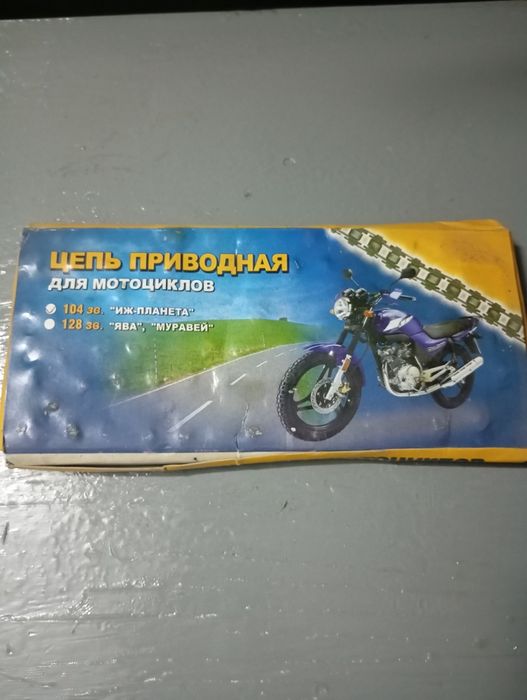 ЦЕПЬ ПРИВОДНАЯ
ДЛЯ МОТОЦИКЛОВ
104 зв. "ИЖ-ПЛАНЕТА"
128 зв. "ЯВА", "МУРАВЕЙ"